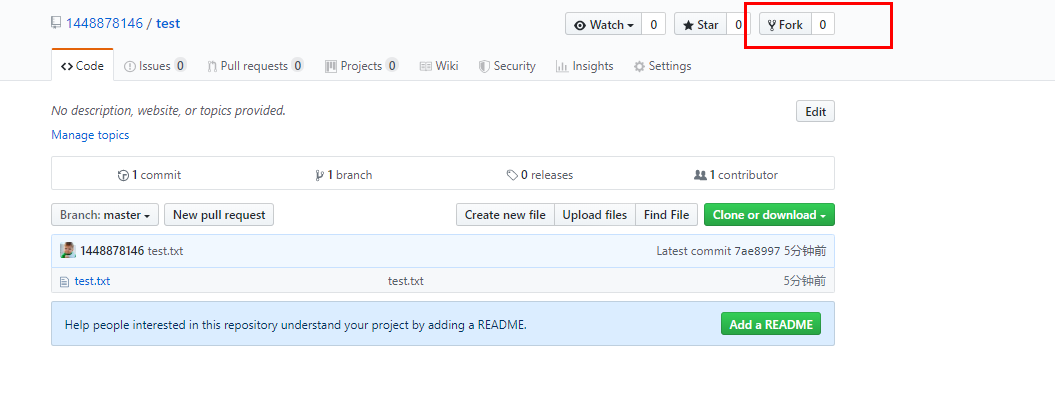 1448878146 / test
Watch 0 Star 0 Fork 0
Code Issues 0 Pull requests 0 Projects 0 Wiki Security Insights Settings
No description, website, or topics provided. Edit
Manage topics
1 commit 1 branch 0 releases 1 contributor
Branch: master New pull request Create new file Upload files Find File Clone or download
1448878146 test.txt Latest commit 7ae8997 5分钟前
test.txt test.txt 5分钟前
Help people interested in this repository understand your project by adding a README. Add a README